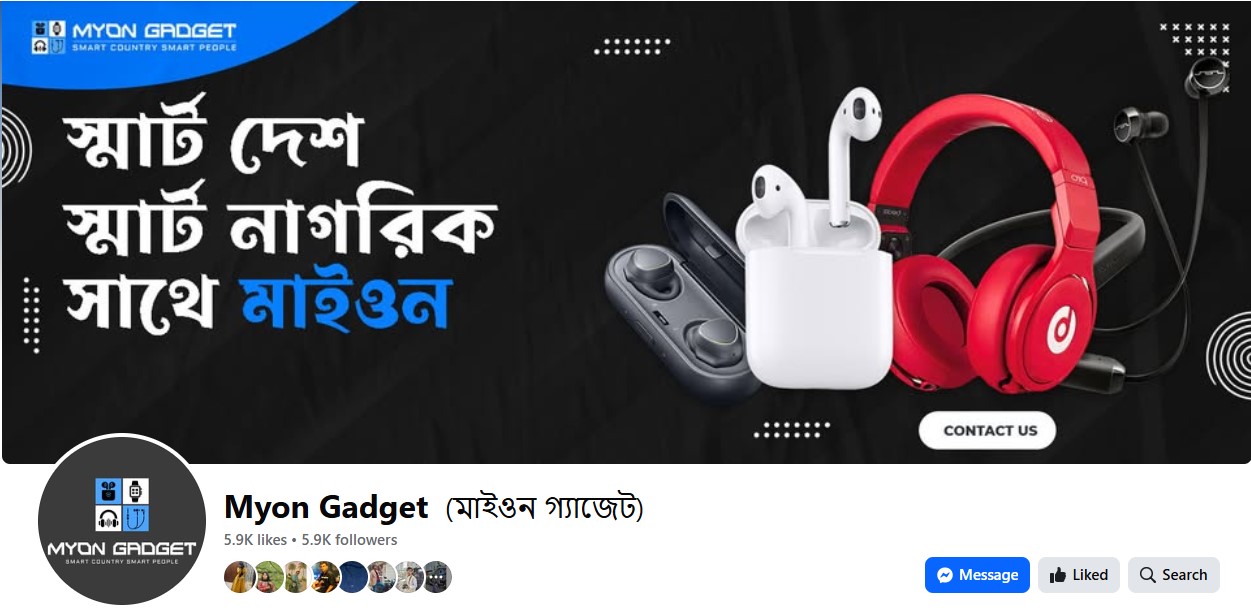 MYON GADGET
SMART COUNTRY SMART PEOPLE
স্মার্ট দেশ
স্মার্ট নাগরিক
সাথে মাইওন
CONTACT US
MYON GADGET
SMART COUNTRY SMART PEOPLE
Myon Gadget (মাইওন গ্যাজেট)
5.9K likes • 5.9K followers
Message
Liked
Search